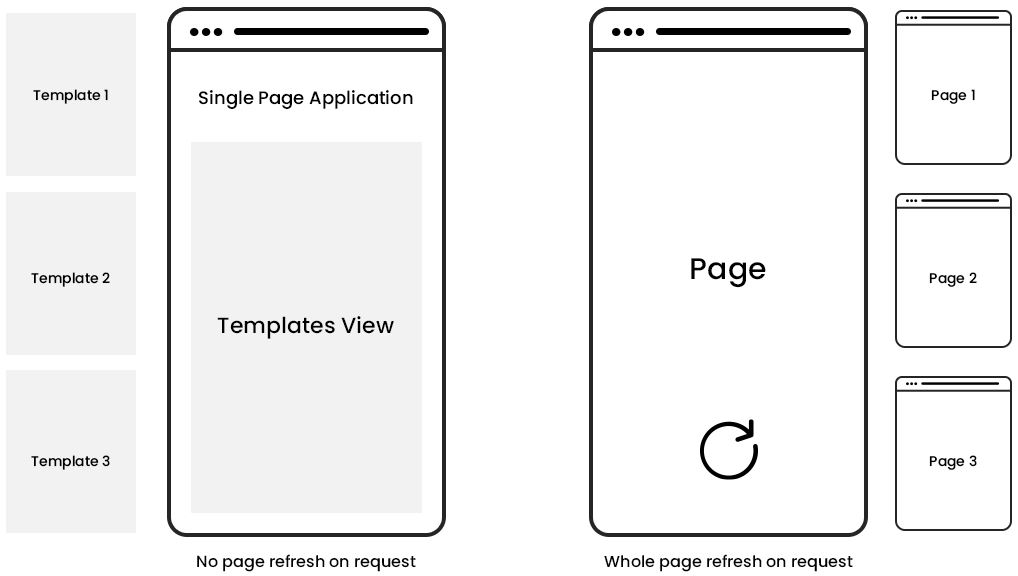 Template 1
Template 2
Template 3
Single Page Application
Templates View
No page refresh on request
Page
Whole page refresh on request
Page 1
Page 2
Page 3